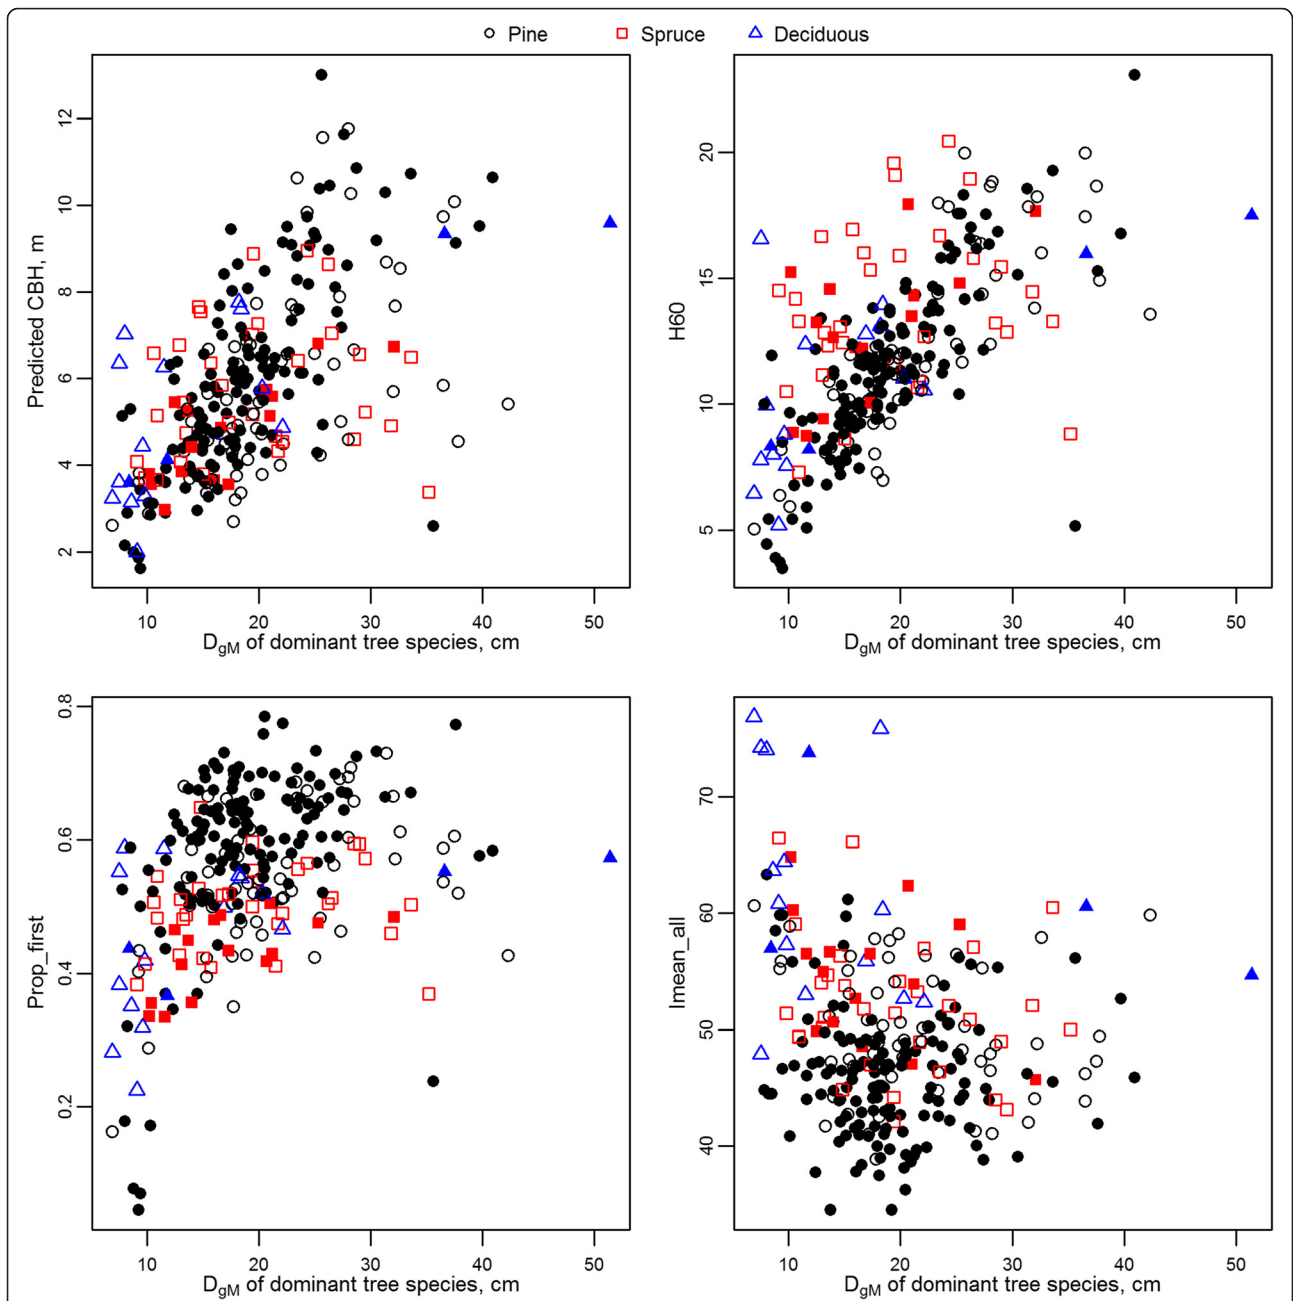 Pine Spruce Deciduous
Predicted CBH, m
2 4 6 8 10 12
10 20 30 40 50
DgM of dominant tree species, cm
H60
5 10 15 20
10 20 30 40 50
DgM of dominant tree species, cm
Prop_first
0.2 0.4 0.6 0.8
10 20 30 40 50
DgM of dominant tree species, cm
Imean_all
40 50 60 70
10 20 30 40 50
DgM of dominant tree species, cm